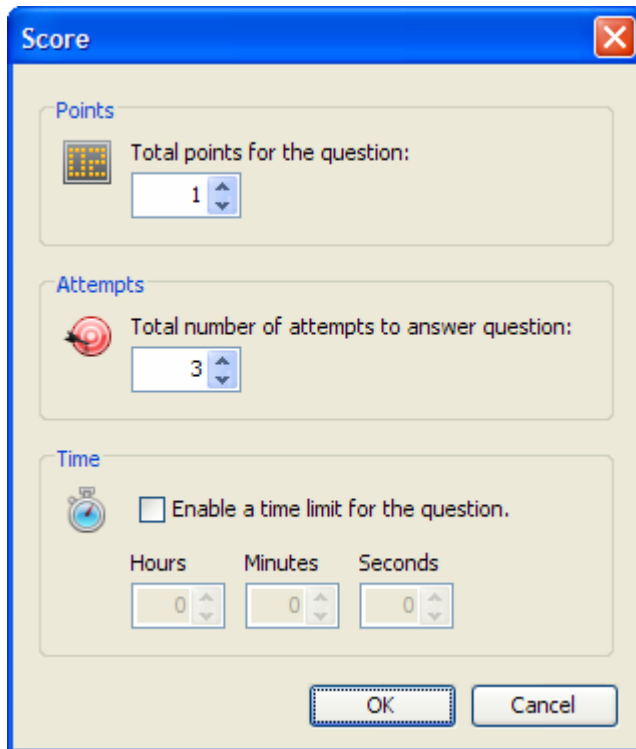 Score
Points
Total points for the question:
1
Attempts
Total number of attempts to answer question:
3
Time
Enable a time limit for the question.
Hours Minutes Seconds
0 0 0
OK Cancel